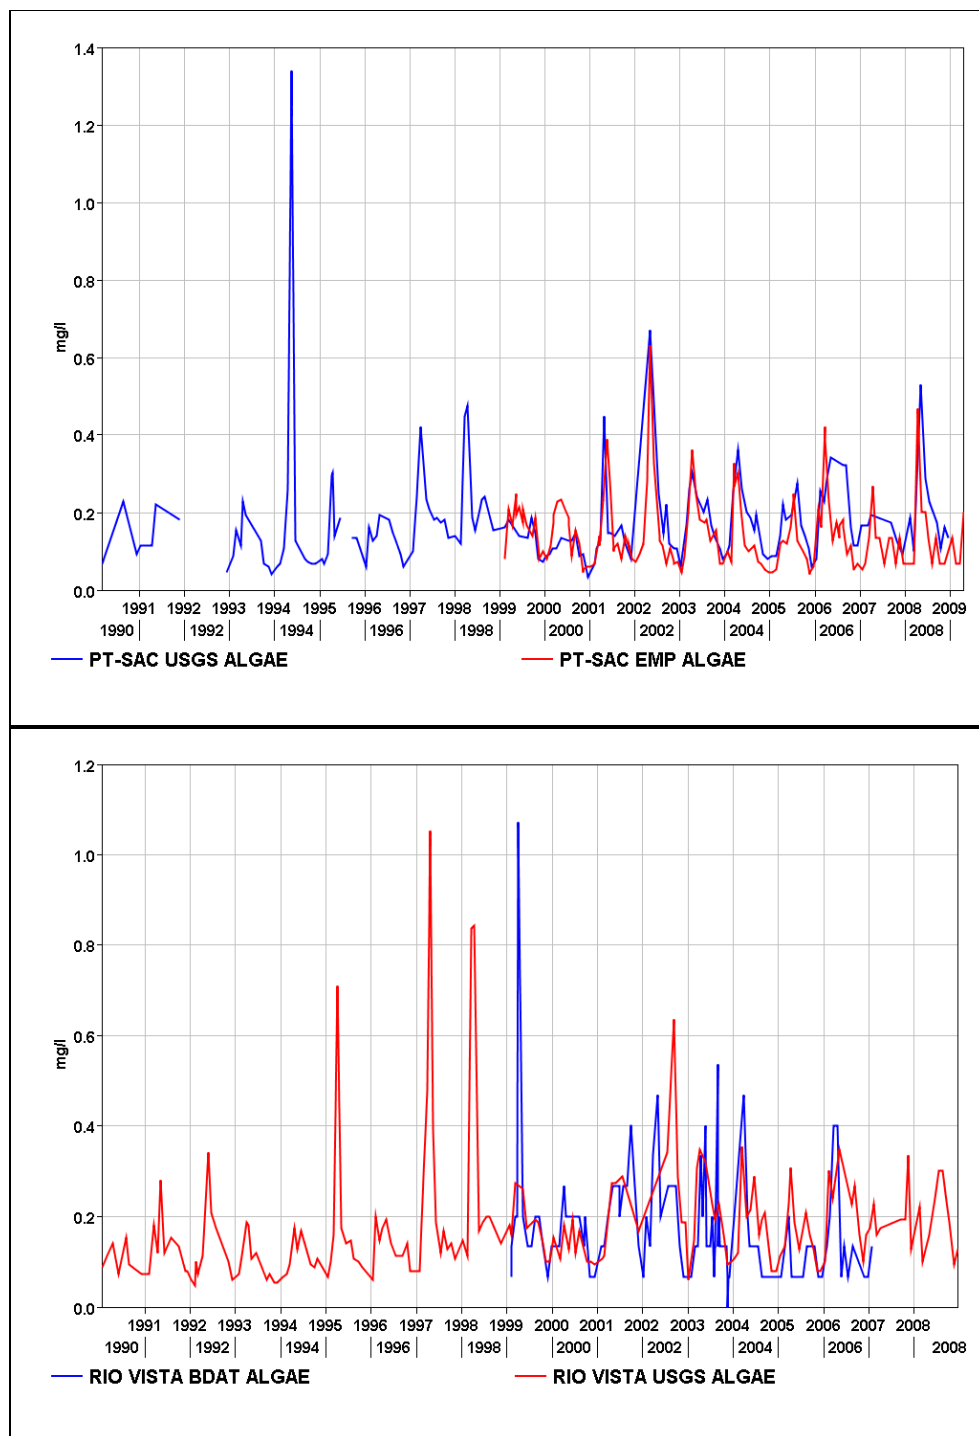 1.4
1.2
1.0
0.8
mg/l
0.6
0.4
0.2
0.0
1991 1992 1993 1994 1995 1996 1997 1998 1999 2000 2001 2002 2003 2004 2005 2006 2007 2008 2009
1990 1992 1994 1996 1998 2000 2002 2004 2006 2008
PT-SAC USGS ALGAE PT-SAC EMP ALGAE
1.2
1.0
0.8
mg/l
0.6
0.4
0.2
0.0
1991 1992 1993 1994 1995 1996 1997 1998 1999 2000 2001 2002 2003 2004 2005 2006 2007 2008
1990 1992 1994 1996 1998 2000 2002 2004 2006 2008
RIO VISTA BDAT ALGAE RIO VISTA USGS ALGAE